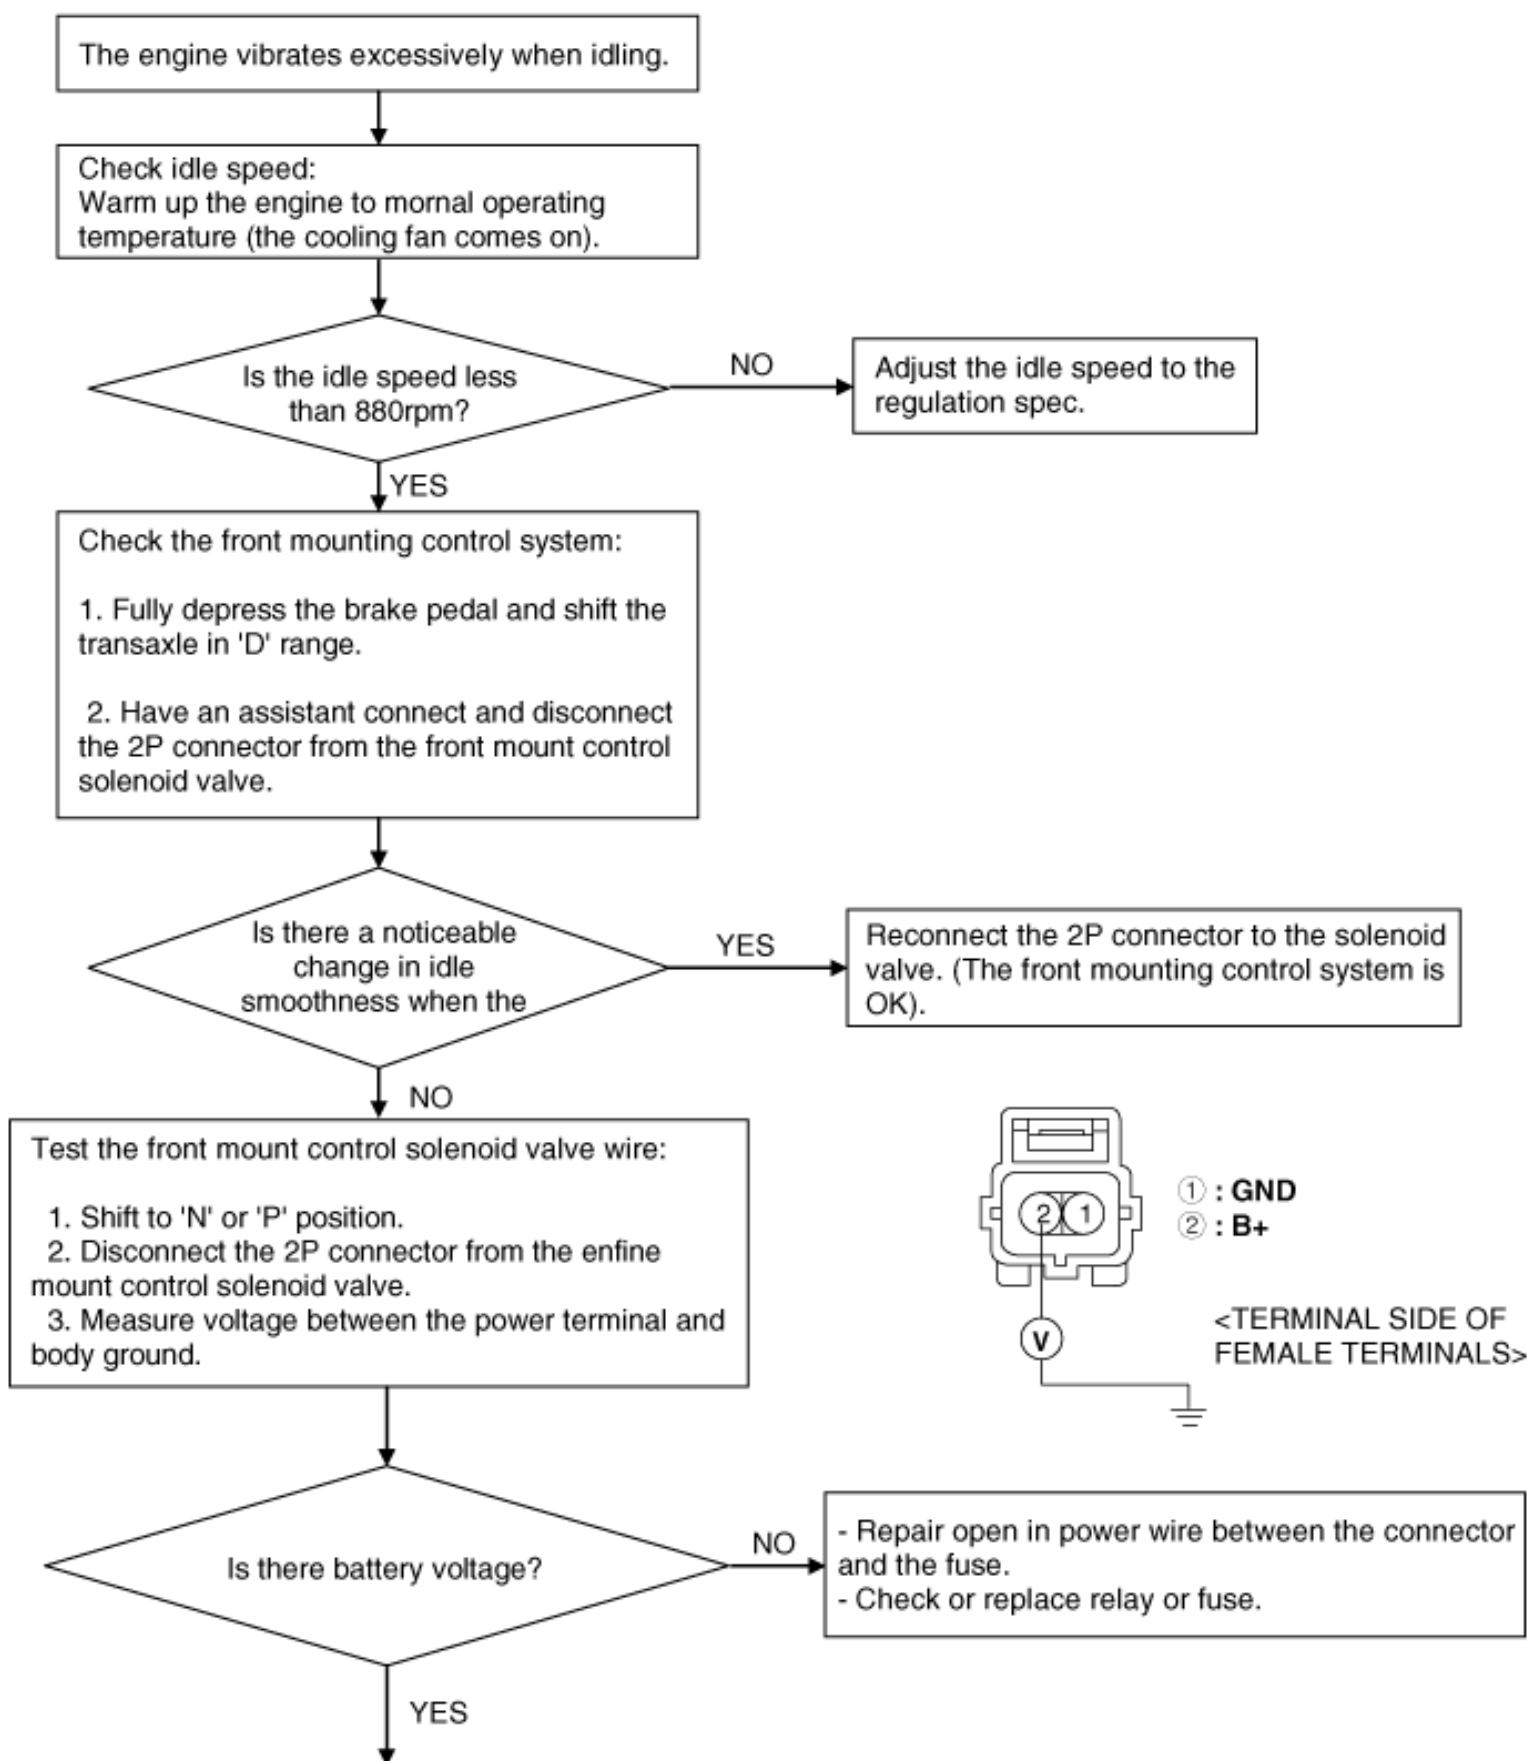 The engine vibrates excessively when idling.
Check idle speed:
Warm up the engine to mornal operating
temperature (the cooling fan comes on).
Is the idle speed less
than 880rpm?
NO
Adjust the idle speed to the
regulation spec.
YES
Check the front mounting control system:
1. Fully depress the brake pedal and shift the
transaxle in 'D' range.
2. Have an assistant connect and disconnect
the 2P connector from the front mount control
solenoid valve.
Is there a noticeable
change in idle
smoothness when the
YES
Reconnect the 2P connector to the solenoid
valve. (The front mounting control system is
OK).
NO
Test the front mount control solenoid valve wire:
1. Shift to 'N' or 'P' position.
2. Disconnect the 2P connector from the enfine
mount control solenoid valve.
3. Measure voltage between the power terminal and
body ground.
2 1
① : GND
② : B+
V
<TERMINAL SIDE OF
FEMALE TERMINALS>
Is there battery voltage?
NO
- Repair open in power wire between the connector
and the fuse.
- Check or replace relay or fuse.
YES